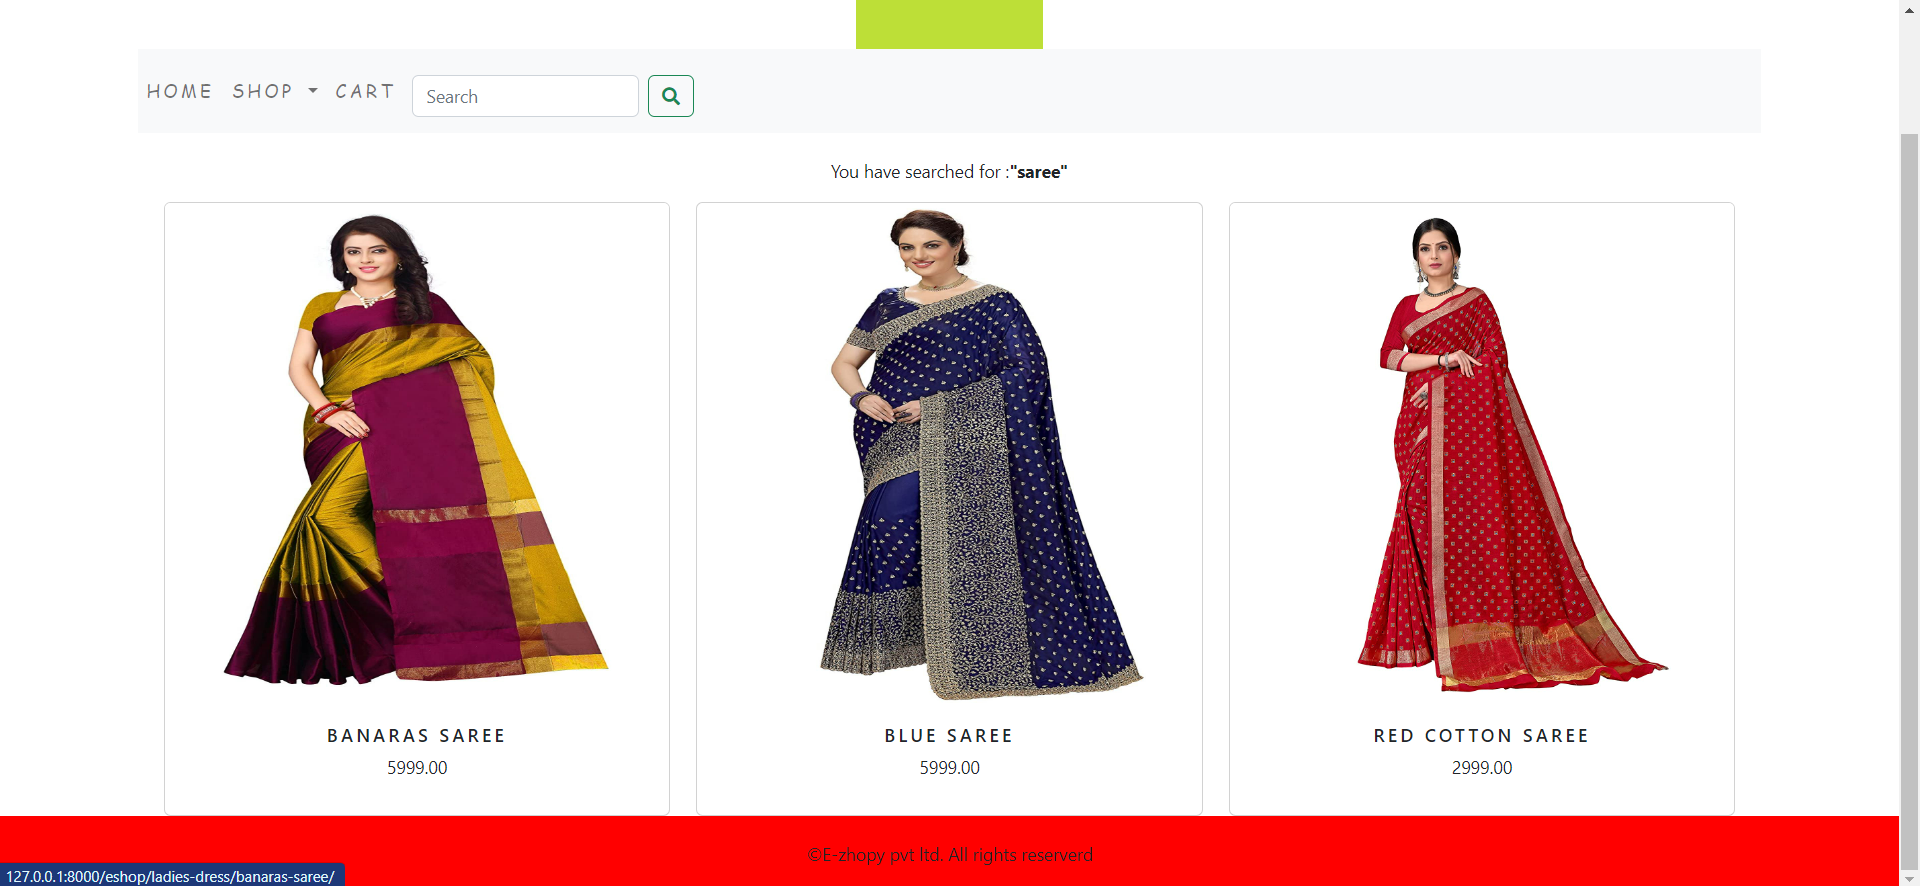 HOME SHOP CART Search
You have searched for :"saree"
BANARAS SAREE BLUE SAREE RED COTTON SAREE
5999.00 5999.00 2999.00
©E-zhopy pvt ltd. All rights reserverd
127.0.0.1:8000/eshop/ladies-dress/banaras-saree/